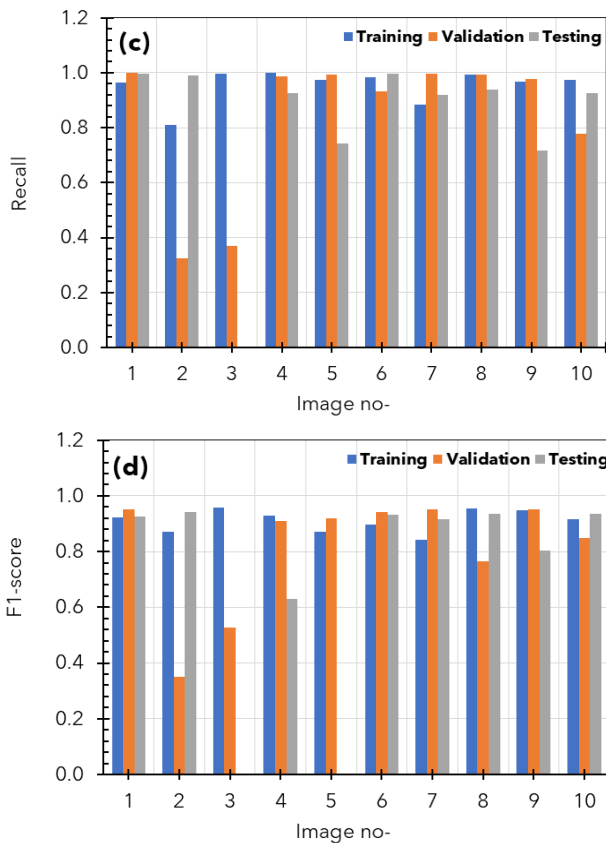 (c)
Training Validation Testing
1.2
1.0
0.8
0.6
0.4
0.2
0.0
Recall
1 2 3 4 5 6 7 8 9 10
Image no-
(d)
Training Validation Testing
1.2
1.0
0.8
0.6
0.4
0.2
0.0
F1-score
1 2 3 4 5 6 7 8 9 10
Image no-